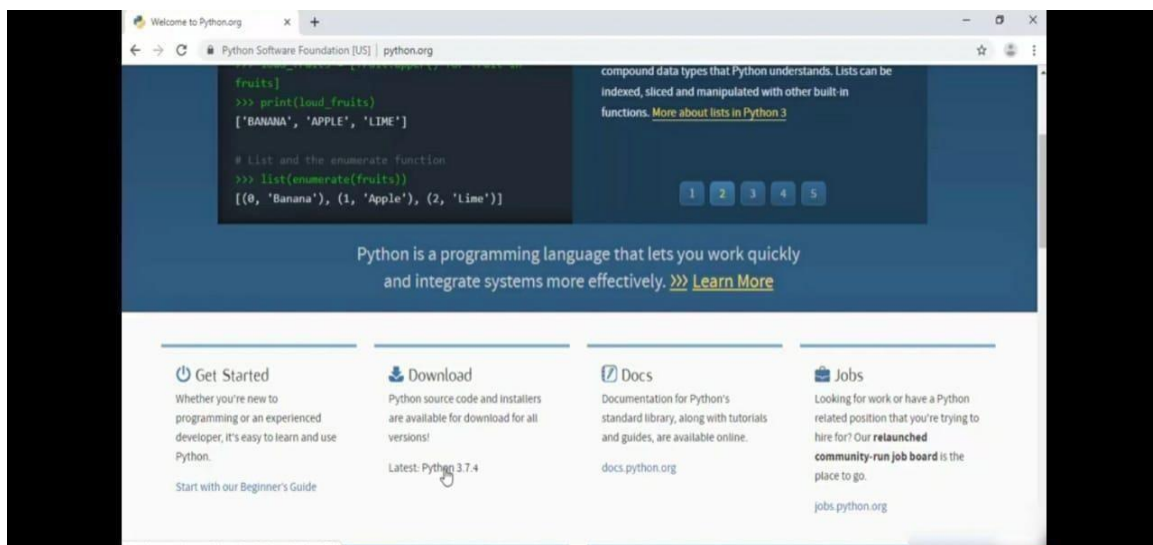 Welcome to Python.org
Python Software Foundation [US] | python.org
fruits]
>>> print(loud_fruits)
['BANANA', 'APPLE', 'LIME']
# List and the enumerate function
>>> list(enumerate(fruits))
[(0, 'Banana'), (1, 'Apple'), (2, 'Lime')]
compound data types that Python understands. Lists can be
indexed, sliced and manipulated with other built-in
functions. More about lists in Python 3
1 2 3 4 5
Python is a programming language that lets you work quickly
and integrate systems more effectively. >>> Learn More
Get Started
Whether you're new to
programming or an experienced
developer, it's easy to learn and use
Python.
Start with our Beginner's Guide
Download
Python source code and installers
are available for download for all
versions!
Latest: Python 3.7.4
Docs
Documentation for Python's
standard library, along with tutorials
and guides, are available online.
docs.python.org
Jobs
Looking for work or have a Python
related position that you're trying to
hire for? Our relaunched
community-run job board is the
place to go.
jobs.python.org